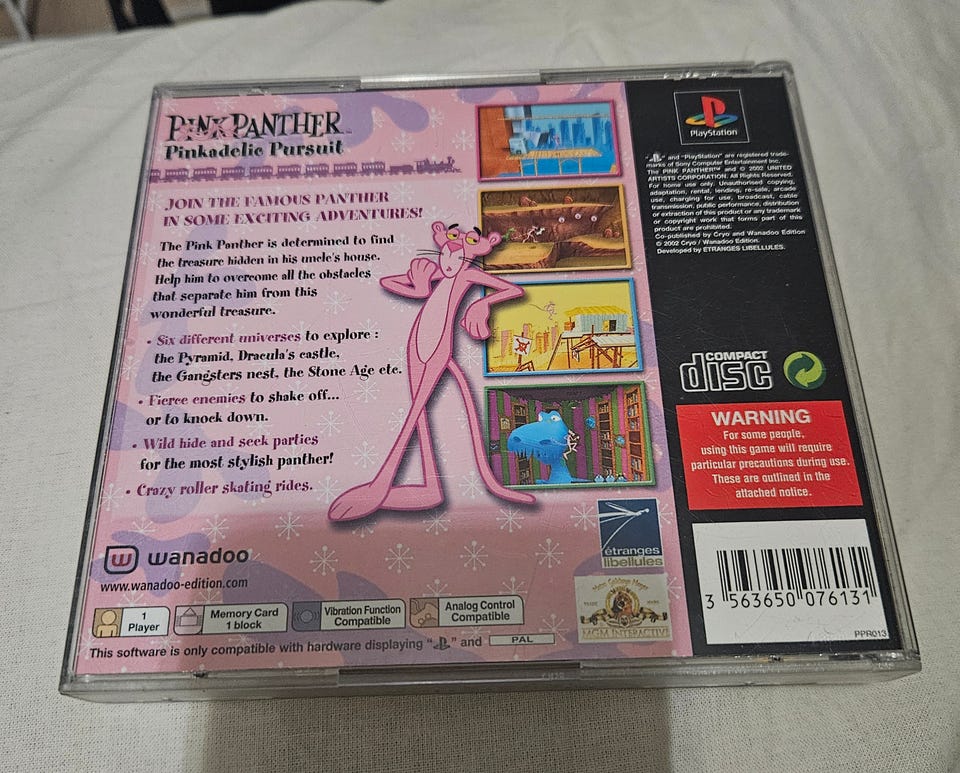 PINK PANTHER™
Pinkadelic Pursuit
JOIN THE FAMOUS PANTHER
IN SOME EXCITING ADVENTURES!
The Pink Panther is determined to find
the treasure hidden in his uncle's house.
Help him to overcome all the obstacles
that separate him from this
wonderful treasure.
• Six different universes to explore :
the Pyramid, Dracula's castle,
the Gangsters nest, the Stone Age etc.
• Fierce enemies to shake off...
or to knock down.
• Wild hide and seek parties
for the most stylish panther!
• Crazy roller skating rides.
wanadoo
www.wanadoo-edition.com
1
Player
Memory Card
1 block
Vibration Function
Compatible
Analog Control
Compatible
This software is only compatible with hardware displaying " " and PAL
étranges
libellules
Metro Goldwyn Mayer
TRADE MARK
MGM INTERACTIVE
PlayStation
" " and "PlayStation" are registered trade-
marks of Sony Computer Entertainment Inc.
The PINK PANTHER™ and © 2002 UNITED
ARTISTS CORPORATION. All Rights Reserved.
For home use only. Unauthorised copying,
adaptation, rental, lending, re-sale, arcade
use, charging for use, broadcast, cable
transmission, public performance, distribution
or extraction of this product or any trademark
or copyright work that forms part of this
product are prohibited.
Co-published by Cryo and Wanadoo Edition
© 2002 Cryo / Wanadoo Edition.
Developed by ETRANGES LIBELLULES.
COMPACT
disc
WARNING
For some people,
using this game will require
particular precautions during use.
These are outlined in the
attached notice.
3 563650 076131
PPR013